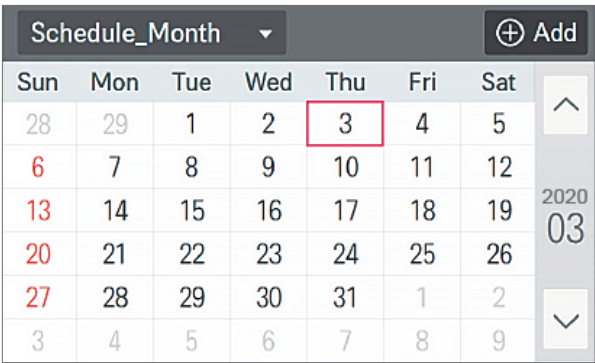 Schedule_Month Add
Sun Mon Tue Wed Thu Fri Sat
28 29 1 2 3 4 5
6 7 8 9 10 11 12
13 14 15 16 17 18 19
2020
03
20 21 22 23 24 25 26
27 28 29 30 31 1 2
3 4 5 6 7 8 9